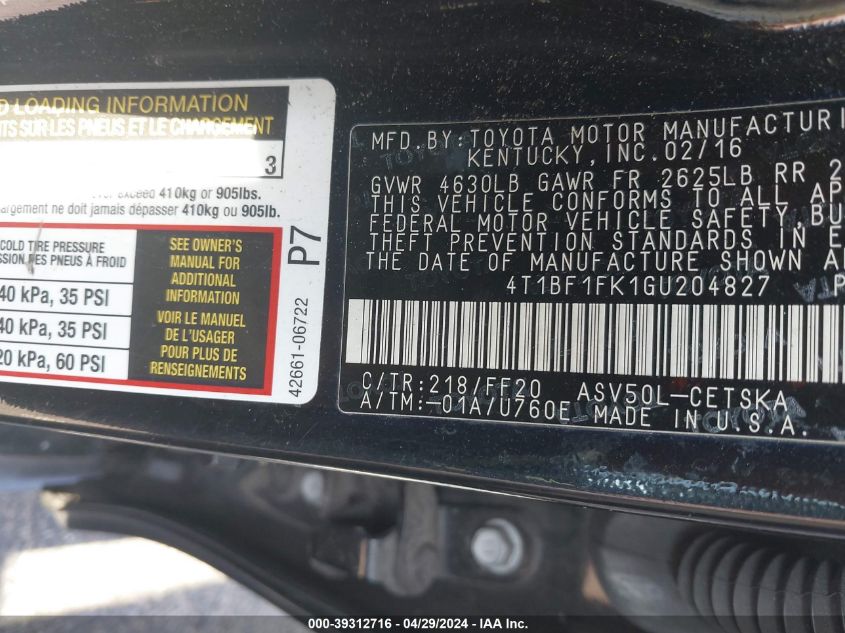 LOADING INFORMATION
SUR LES PNEUS ET LE CHARGEMENT
3
exceed 410kg or 905lbs.
ne doit jamais dépasser 410kg ou 905lb.
COLD TIRE PRESSURE
DES PNEUS À FROID
40 kPa, 35 PSI
40 kPa, 35 PSI
20 kPa, 60 PSI
SEE OWNER'S
MANUAL FOR
ADDITIONAL
INFORMATION
VOIR LE MANUEL
DE L'USAGER
POUR PLUS DE
RENSEIGNEMENTS
P7
42661-06722
MFD.BY:TOYOTA MOTOR MANUFACTURI
KENTUCKY,INC.02/16
GVWR 4630LB GAWR FR 2625LB RR 2
THIS VEHICLE CONFORMS TO ALL AP
FEDERAL MOTOR VEHICLE SAFETY,BU
THEFT PREVENTION STANDARDS IN E
THE DATE OF MANUFACTURE SHOWN A
4T1BF1FK1GU204827 P
C/TR:218/FF20 ASV50L-CETSKA
A/TM:-01A/U760E MADE IN U.S.A.
000-39312716 - 04/29/2024 - IAA Inc.